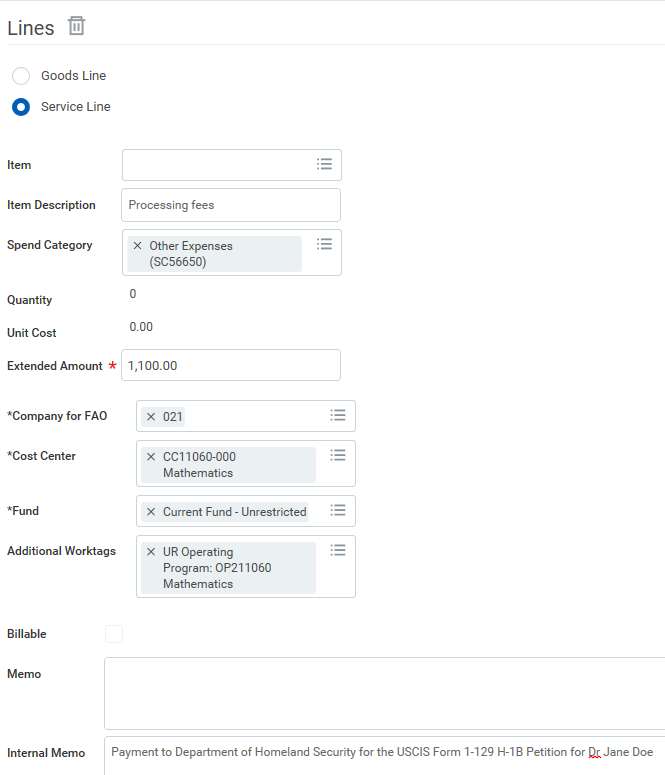 Lines
Goods Line
Service Line
Item
Item Description Processing fees
Spend Category × Other Expenses
(SC56650)
Quantity 0
Unit Cost 0.00
Extended Amount * 1,100.00
*Company for FAO × 021
*Cost Center × CC11060-000
Mathematics
*Fund × Current Fund - Unrestricted
Additional Worktags × UR Operating
Program: OP211060
Mathematics
Billable
Memo
Internal Memo Payment to Department of Homeland Security for the USCIS Form 1-129 H-1B Petition for Dr Jane Doe